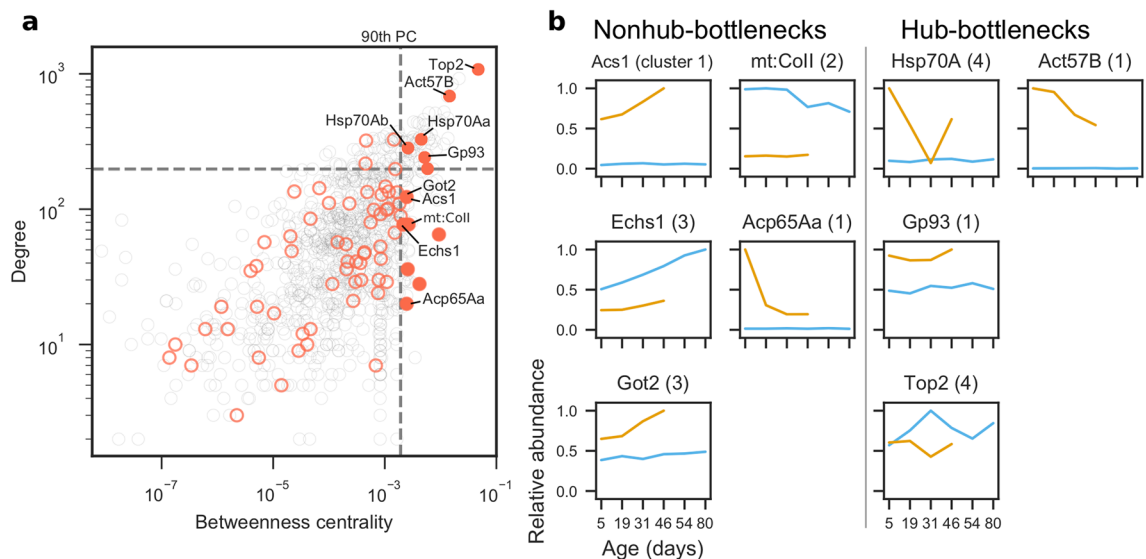 a
90th PC
10^3
10^2
10^1
Degree
Top2
Act57B
Hsp70Ab
Hsp70Aa
Gp93
Got2
Acs1
mt:CoII
Echs1
Acp65Aa
10^-7
10^-5
10^-3
10^-1
Betweenness centrality
b
Nonhub-bottlenecks
Hub-bottlenecks
Acs1 (cluster 1)
mt:CoII (2)
Hsp70A (4)
Act57B (1)
1.0
0.5
0.0
Echs1 (3)
Acp65Aa (1)
Gp93 (1)
1.0
0.5
0.0
Got2 (3)
Top2 (4)
1.0
0.5
0.0
Relative abundance
5 19 31 46 54 80
5 19 31 46 54 80
Age (days)